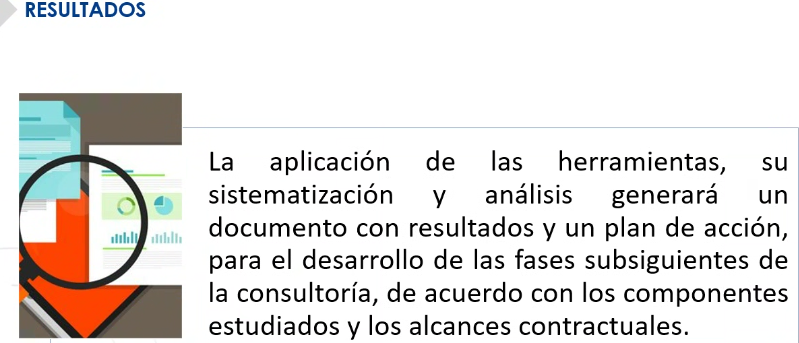 RESULTADOS
La aplicación de las herramientas, su
sistematización y análisis generará un
documento con resultados y un plan de acción,
para el desarrollo de las fases subsiguientes de
la consultoría, de acuerdo con los componentes
estudiados y los alcances contractuales.